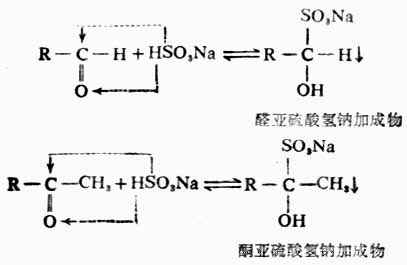 SO₃Na
R—C—H + HSO₃Na ⇌ R—C—H↓
O OH
醛亚硫酸氢钠加成物
SO₃Na
R—C—CH₃ + HSO₃Na ⇌ R—C—CH₃↓
O OH
酮亚硫酸氢钠加成物